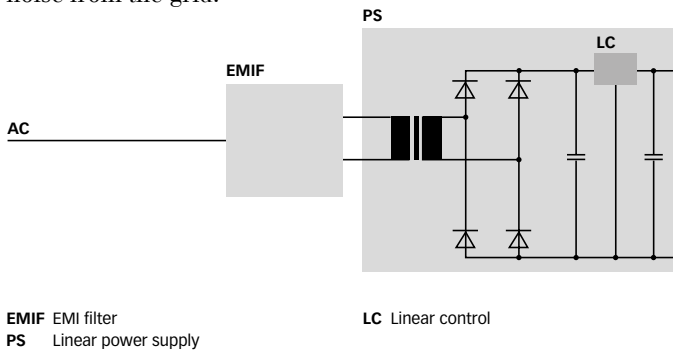 noise from the grid.
PS
LC
EMIF
AC
EMIF EMI filter
PS Linear power supply
LC Linear control